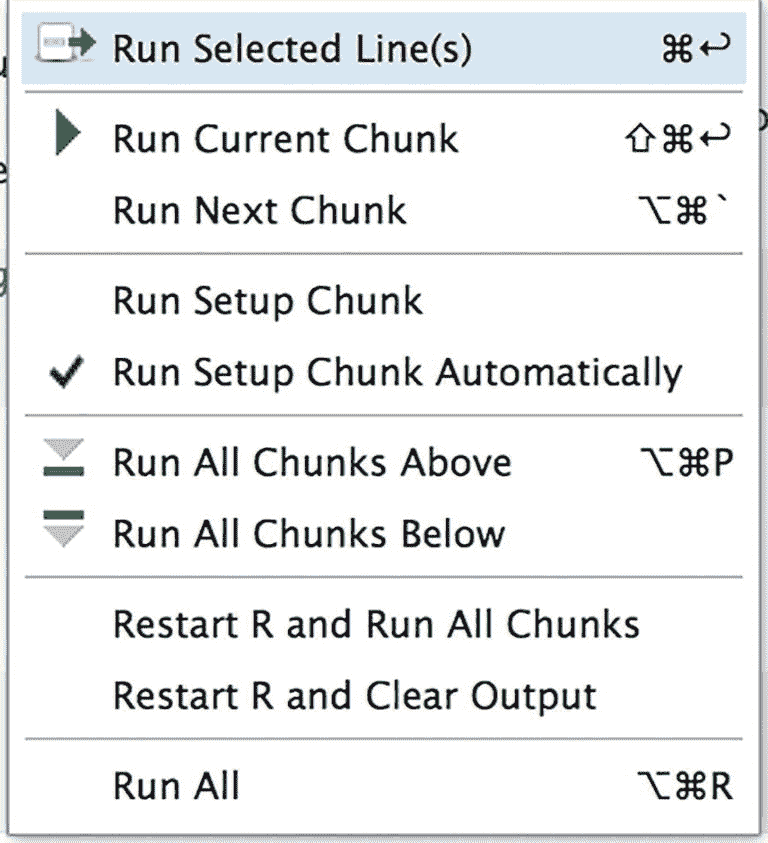 Run Selected Line(s) ⌘↩
Run Current Chunk ⇧⌘↩
Run Next Chunk ⌥⌘`
Run Setup Chunk
Run Setup Chunk Automatically
Run All Chunks Above ⌥⌘P
Run All Chunks Below
Restart R and Run All Chunks
Restart R and Clear Output
Run All ⌥⌘R